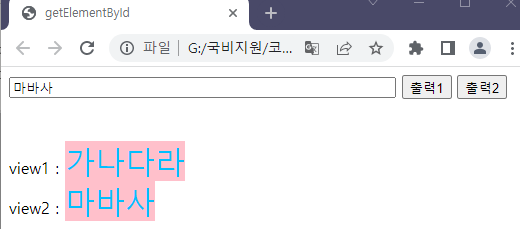 getElementById
파일 G:/국비지원/코...
마바사 출력1 출력2
view1 : 가나다라
view2 : 마바사